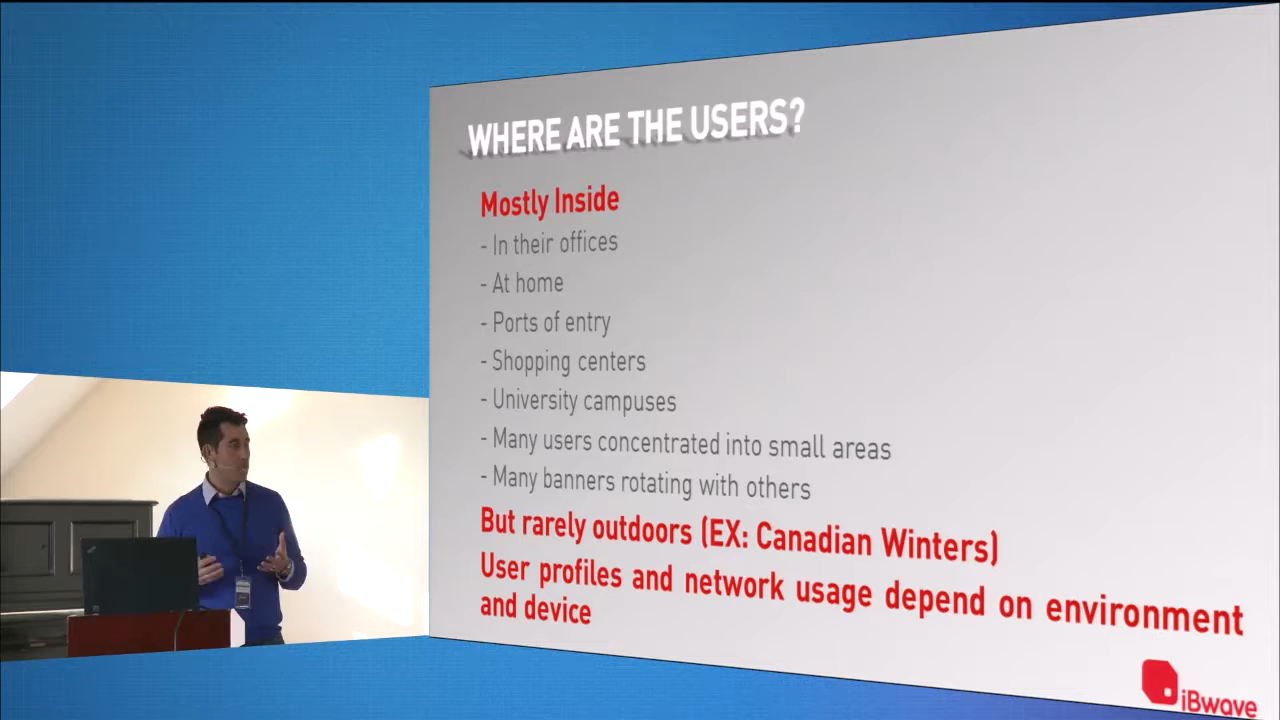 WHERE ARE THE USERS?
Mostly Inside
- In their offices
- At home
- Ports of entry
- Shopping centers
- University campuses
- Many users concentrated into small areas
- Many banners rotating with others
But rarely outdoors (EX: Canadian Winters)
User profiles and network usage depend on environment
and device
iBwave